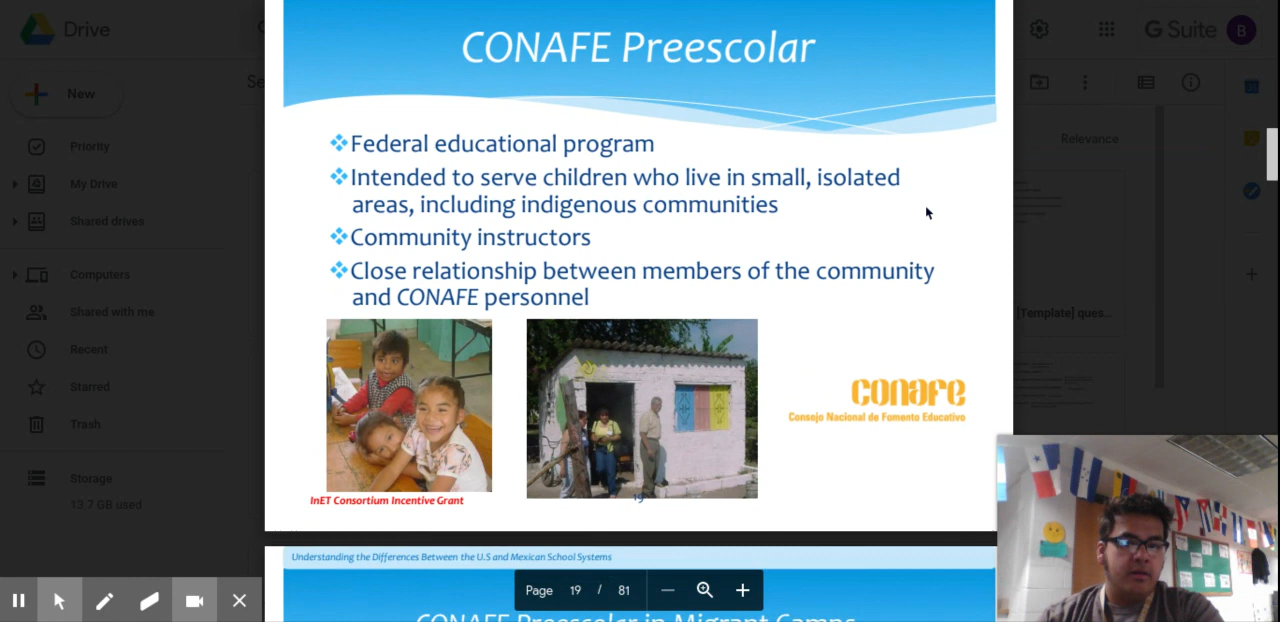 Drive
G Suite
B
CONAFE Preescolar
New
Relevance
Priority
My Drive
Shared drives
Computers
Shared with me
Recent
Starred
Trash
Storage
13.7 GB used
Federal educational program
Intended to serve children who live in small, isolated
areas, including indigenous communities
Community instructors
Close relationship between members of the community
and CONAFE personnel
[Template] ques...
conafe
Consejo Nacional de Fomento Educativo
InET Consortium Incentive Grant
19
Understanding the Differences Between the U.S and Mexican School Systems
Page 19 / 81
CONAFE Preescolar in Migrant Camps